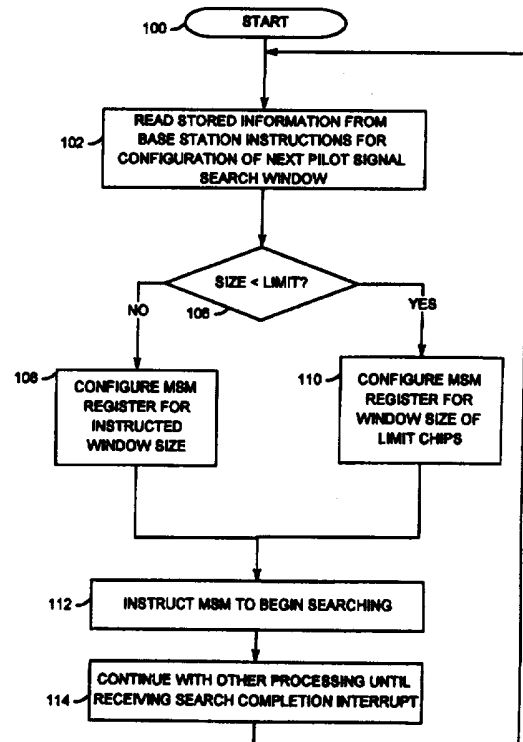 START
100
READ STORED INFORMATION FROM
BASE STATION INSTRUCTIONS FOR
CONFIGURATION OF NEXT PILOT SIGNAL
SEARCH WINDOW
102
SIZE < LIMIT?
106
NO
YES
108
CONFIGURE MSM
REGISTER FOR
INSTRUCTED
WINDOW SIZE
110
CONFIGURE MSM
REGISTER FOR
WINDOW SIZE OF
LIMIT CHIPS
112
INSTRUCT MSM TO BEGIN SEARCHING
CONTINUE WITH OTHER PROCESSING UNTIL
RECEIVING SEARCH COMPLETION INTERRUPT
114